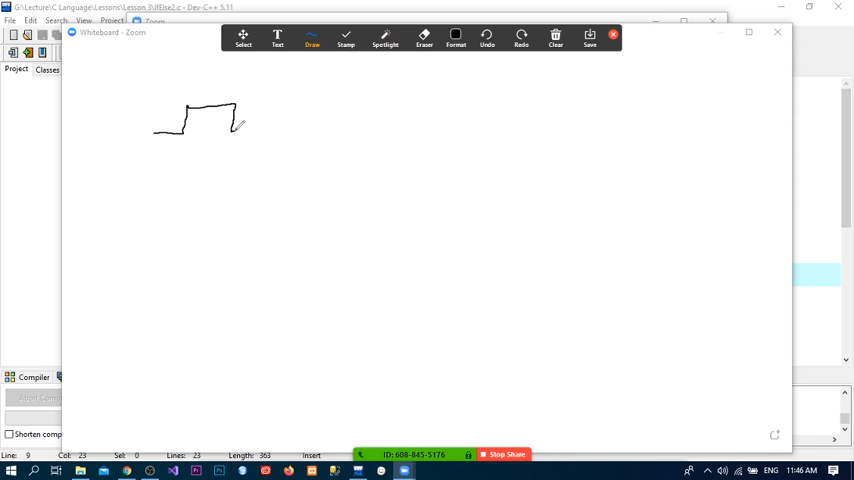 G:\Lecture\C Language\Lessons\Lesson 3\IfElse2.c - Dev-C++ 5.11
File Edit Search View Project
Zoom
Whiteboard - Zoom
Select Text Draw Stamp Spotlight Eraser Format Undo Redo Clear Save
Project Classes
Compiler
Abort Comp
Shorten comp
ID: 608-845-5176 Stop Share
Line: 9 Col: 23 Sel: 0 Lines: 23 Length: 363 Insert
ENG 11:46 AM